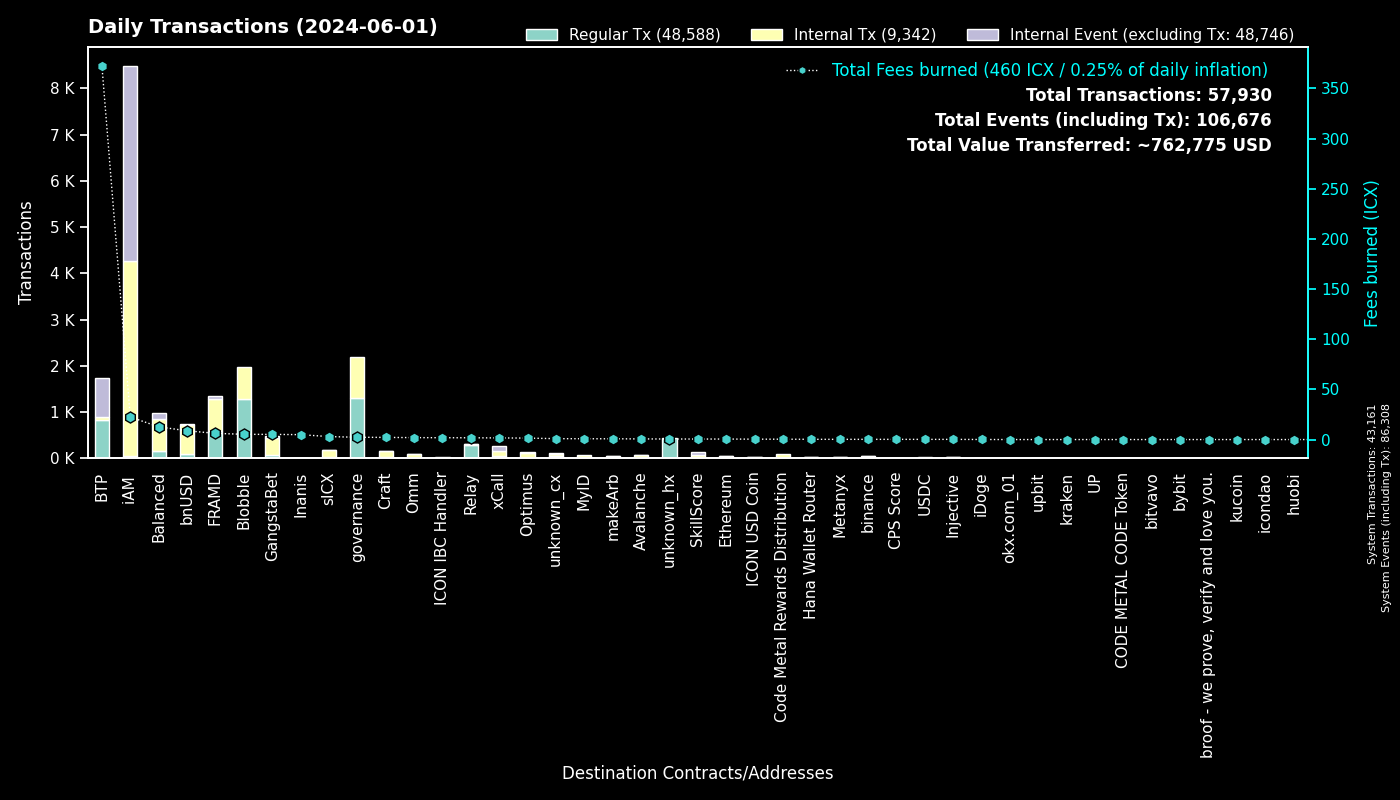 Daily Transactions (2024-06-01)
Regular Tx (48,588)
Internal Tx (9,342)
Internal Event (excluding Tx: 48,746)
Total Fees burned (460 ICX / 0.25% of daily inflation)
Total Transactions: 57,930
Total Events (including Tx): 106,676
Total Value Transferred: ~762,775 USD
Transactions
8 K
7 K
6 K
5 K
4 K
3 K
2 K
1 K
0 K
350
300
250
200
150
100
50
0
Fees burned (ICX)
System Transactions: 43,161
System Events (including Tx): 86,308
BTP
iAM
Balanced
bnUSD
FRAMD
Blobble
GangstaBet
Inanis
sICX
governance
Craft
Omm
ICON IBC Handler
Relay
xCall
Optimus
unknown_cx
MyID
makeArb
Avalanche
unknown_hx
SkillScore
Ethereum
ICON USD Coin
Code Metal Rewards Distribution
Hana Wallet Router
Metanyx
binance
CPS Score
USDC
Injective
iDoge
okx.com_01
upbit
kraken
UP
CODE METAL CODE Token
bitvavo
bybit
broof - we prove, verify and love you.
kucoin
icondao
huobi
Destination Contracts/Addresses